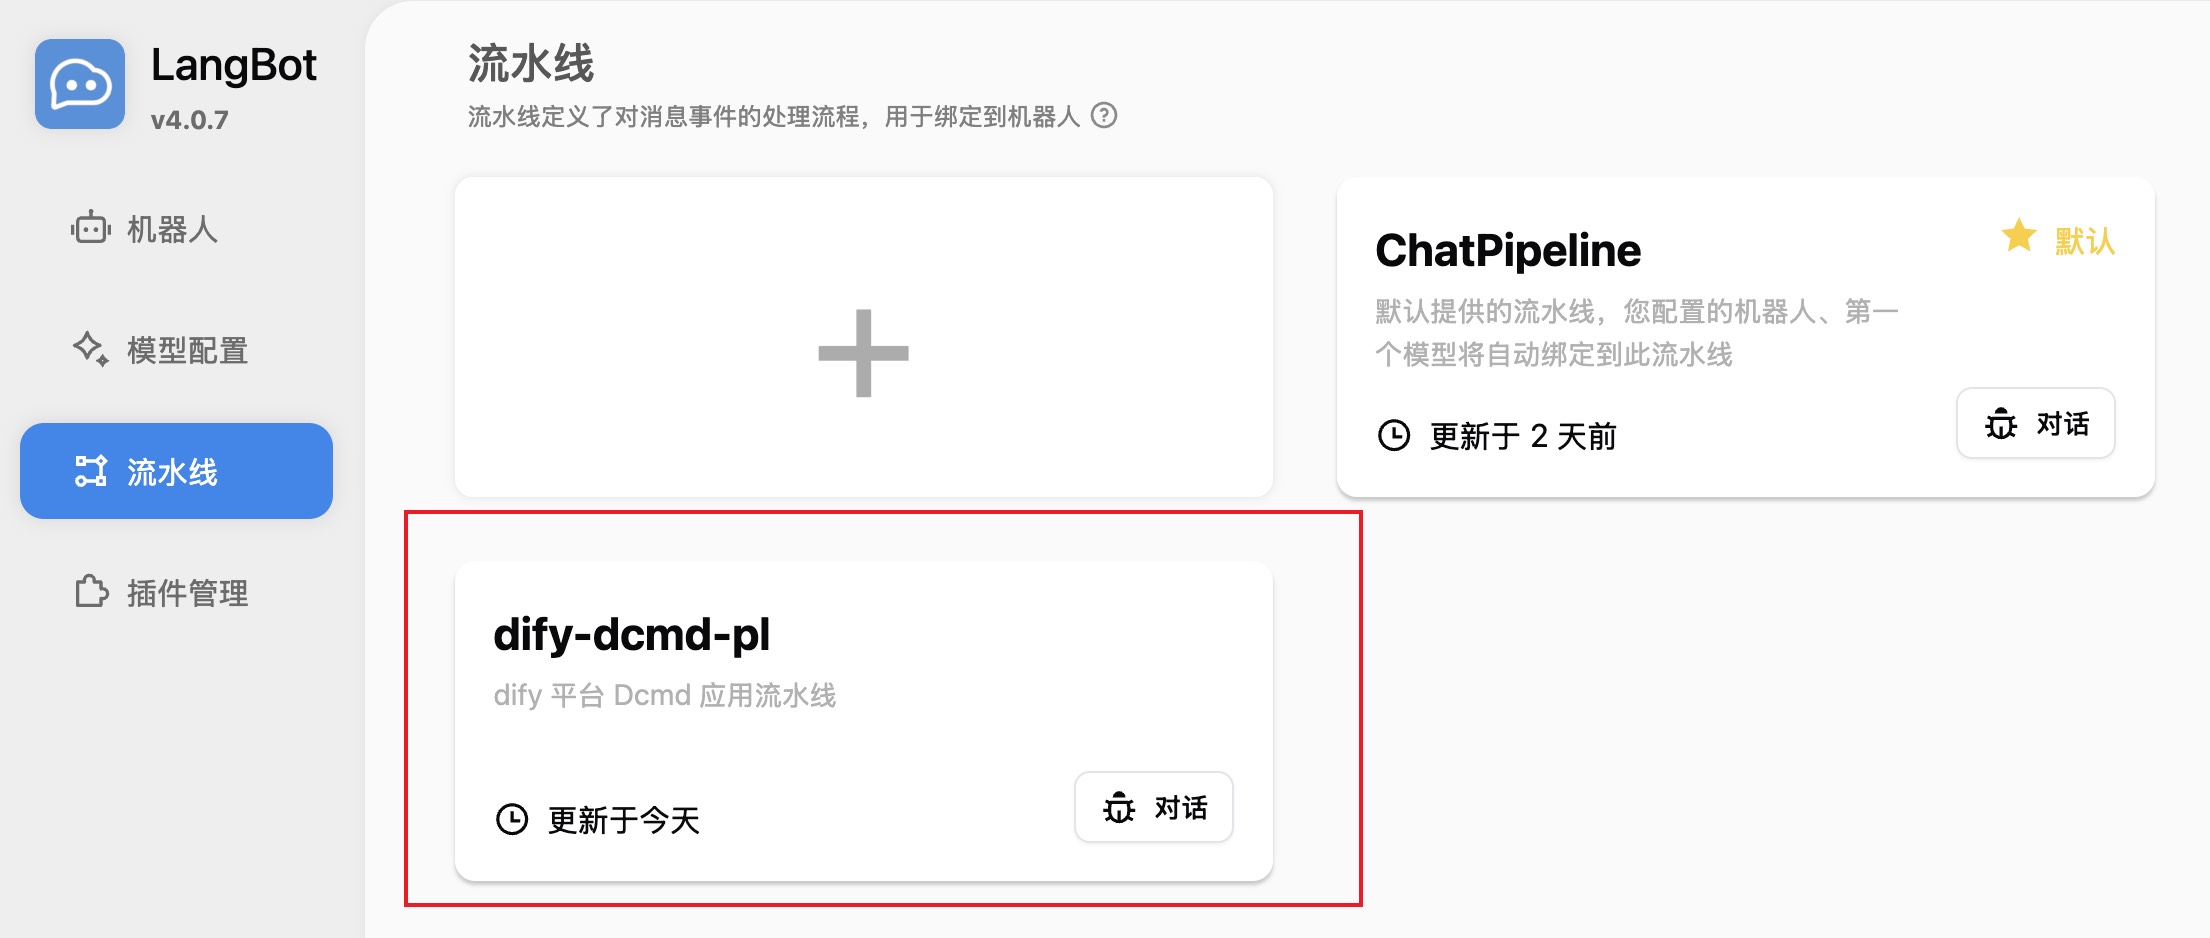 LangBot
v4.0.7
机器人
模型配置
流水线
插件管理
流水线
流水线定义了对消息事件的处理流程，用于绑定到机器人
ChatPipeline
默认
默认提供的流水线，您配置的机器人、第一
个模型将自动绑定到此流水线
更新于 2 天前
对话
dify-dcmd-pl
dify 平台 Dcmd 应用流水线
更新于今天
对话